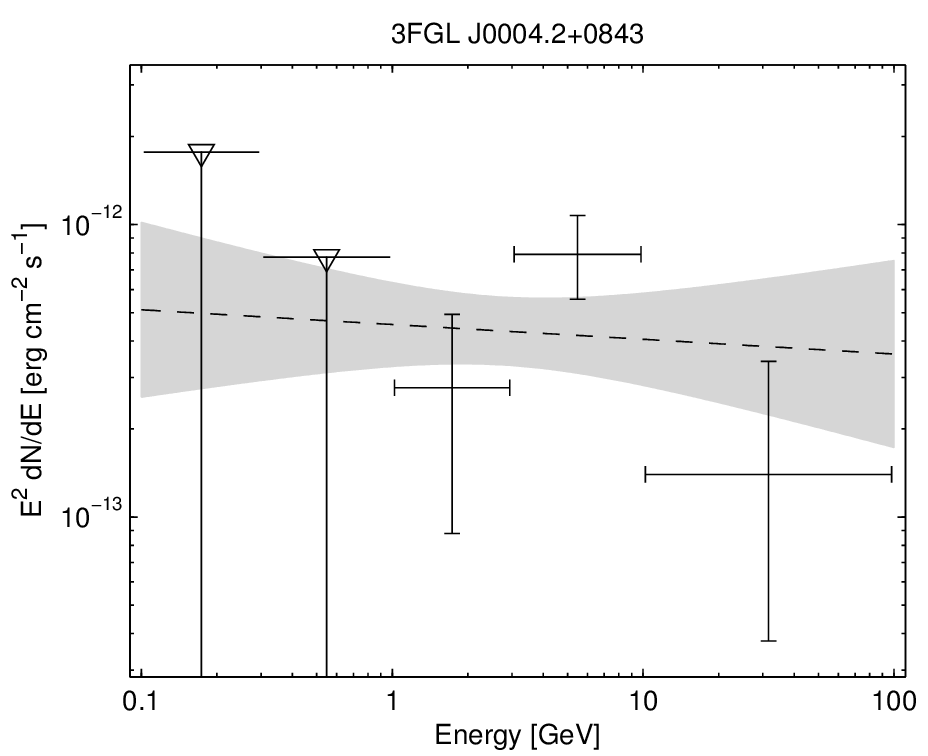 3FGL J0004.2+0843
10⁻¹²
10⁻¹³
E² dN/dE [erg cm⁻² s⁻¹]
0.1 1 10 100
Energy [GeV]